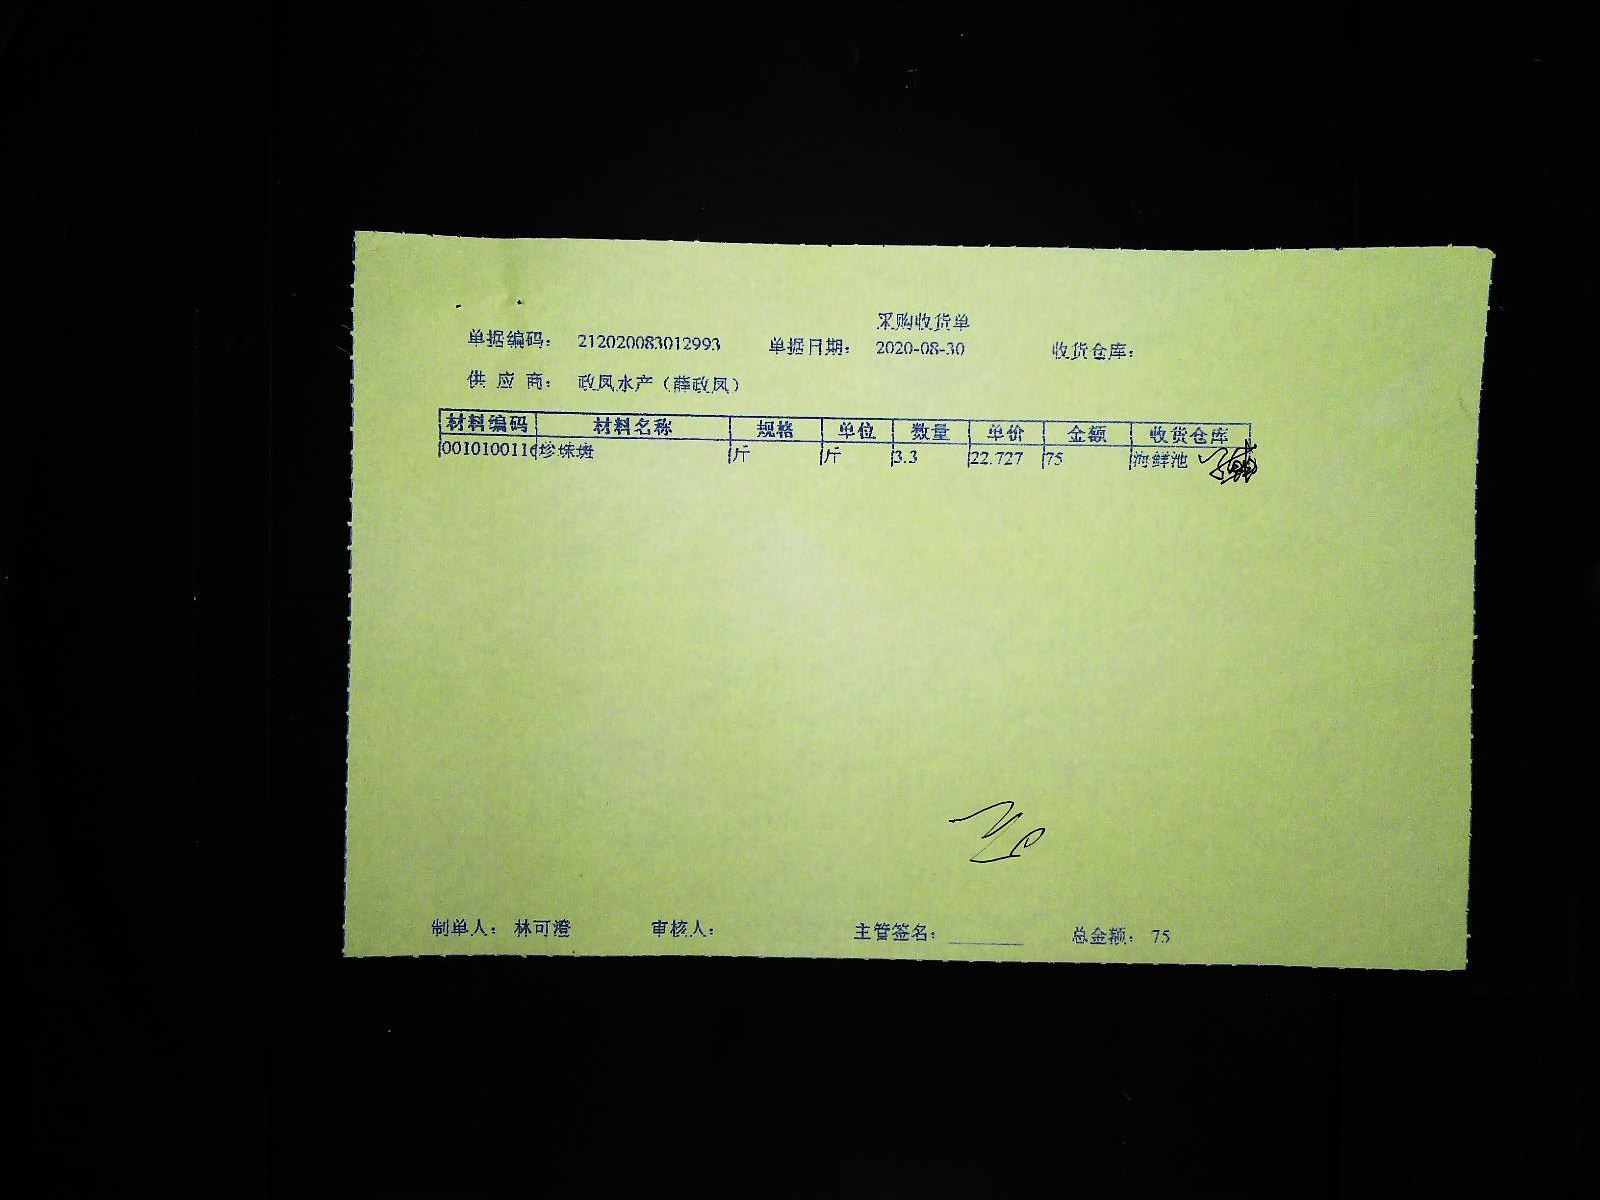 采购收货单
单据编码： 212020083012993 单据日期： 2020-08-30 收货仓库：
供 应 商： 政凤水产（薛政凤）
材料编码 材料名称 规格 单位 数量 单价 金额 收货仓库
001010011 珍珠斑 斤 斤 3.3 22.727 75 海鲜池
制单人： 林可澄 审核人： 主管签名： 总金额： 75